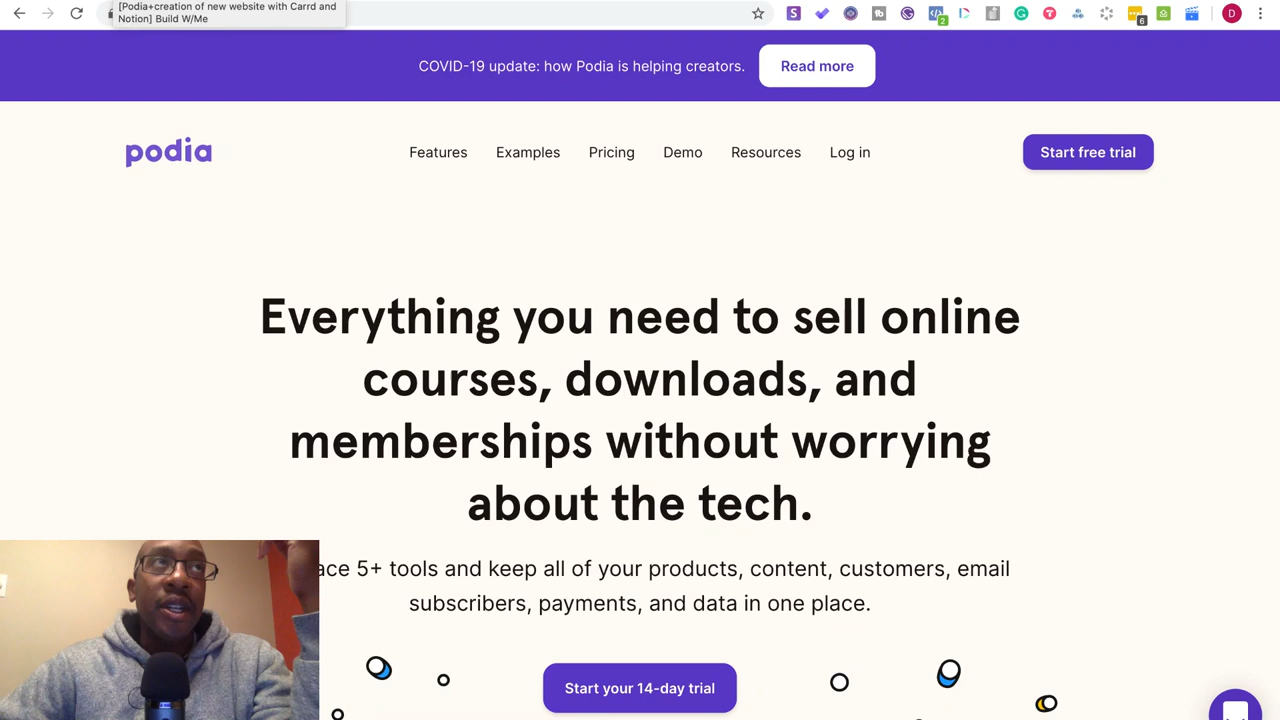 [Podia+creation of new website with Carrd and
Notion] Build W/Me
2
6
D
COVID-19 update: how Podia is helping creators. Read more
podia Features Examples Pricing Demo Resources Log in Start free trial
Everything you need to sell online
courses, downloads, and
memberships without worrying
about the tech.
ace 5+ tools and keep all of your products, content, customers, email
subscribers, payments, and data in one place.
Start your 14-day trial